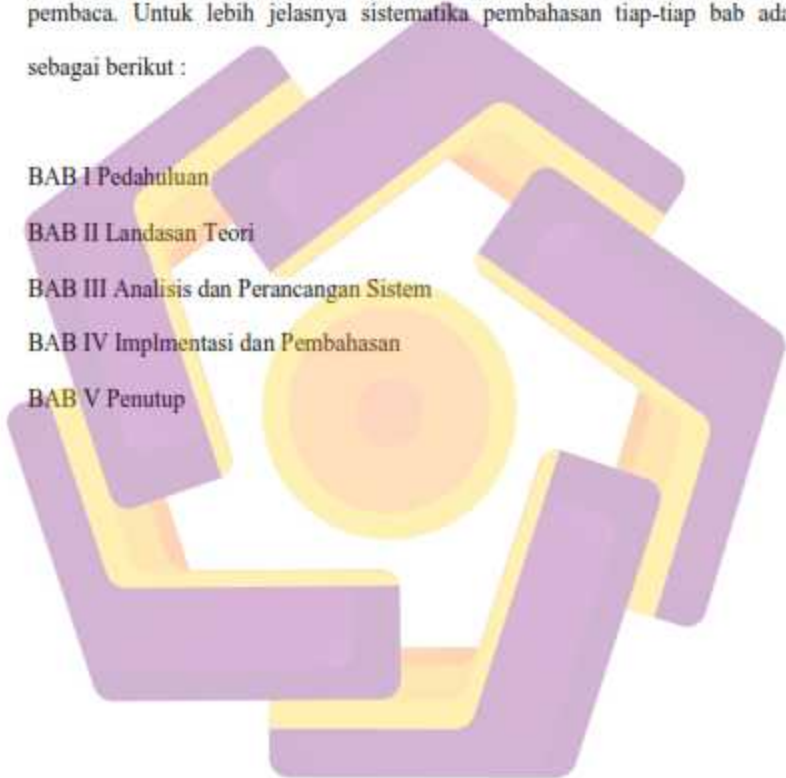 pembaca. Untuk lebih jelasnya sistematika pembahasan tiap-tiap bab ada
sebagai berikut :
BAB I Pedahuluan
BAB II Landasan Teori
BAB III Analisis dan Perancangan Sistem
BAB IV Implmentasi dan Pembahasan
BAB V Penutup